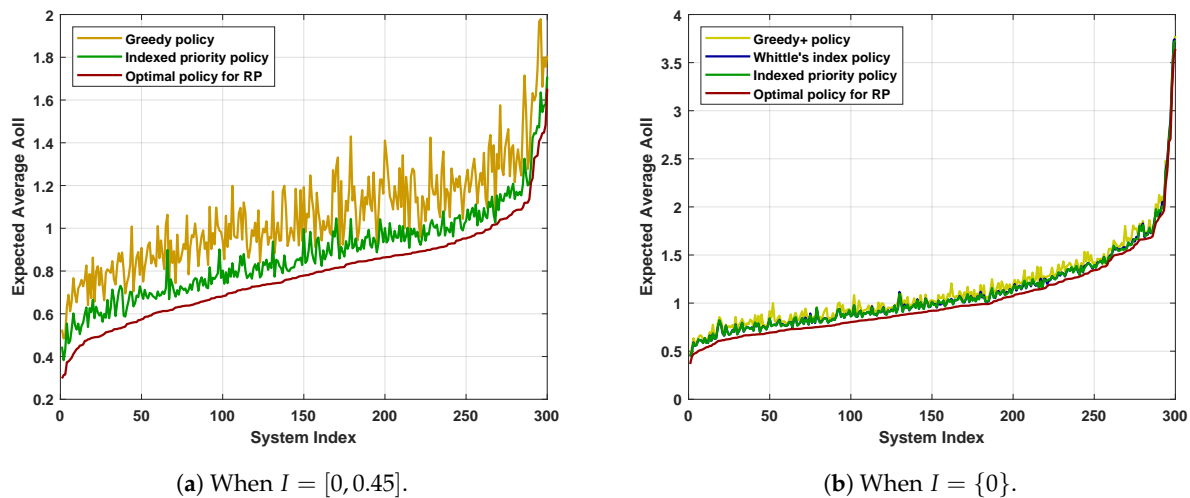 2
1.8
1.6
1.4
1.2
1
0.8
0.6
0.4
0.2
Expected Average AoII
Greedy policy
Indexed priority policy
Optimal policy for RP
0 50 100 150 200 250 300
System Index
(a) When I = [0, 0.45].
4
3.5
3
2.5
2
1.5
1
0.5
0
Expected Average AoII
Greedy+ policy
Whittle's index policy
Indexed priority policy
Optimal policy for RP
0 50 100 150 200 250 300
System Index
(b) When I = {0}.